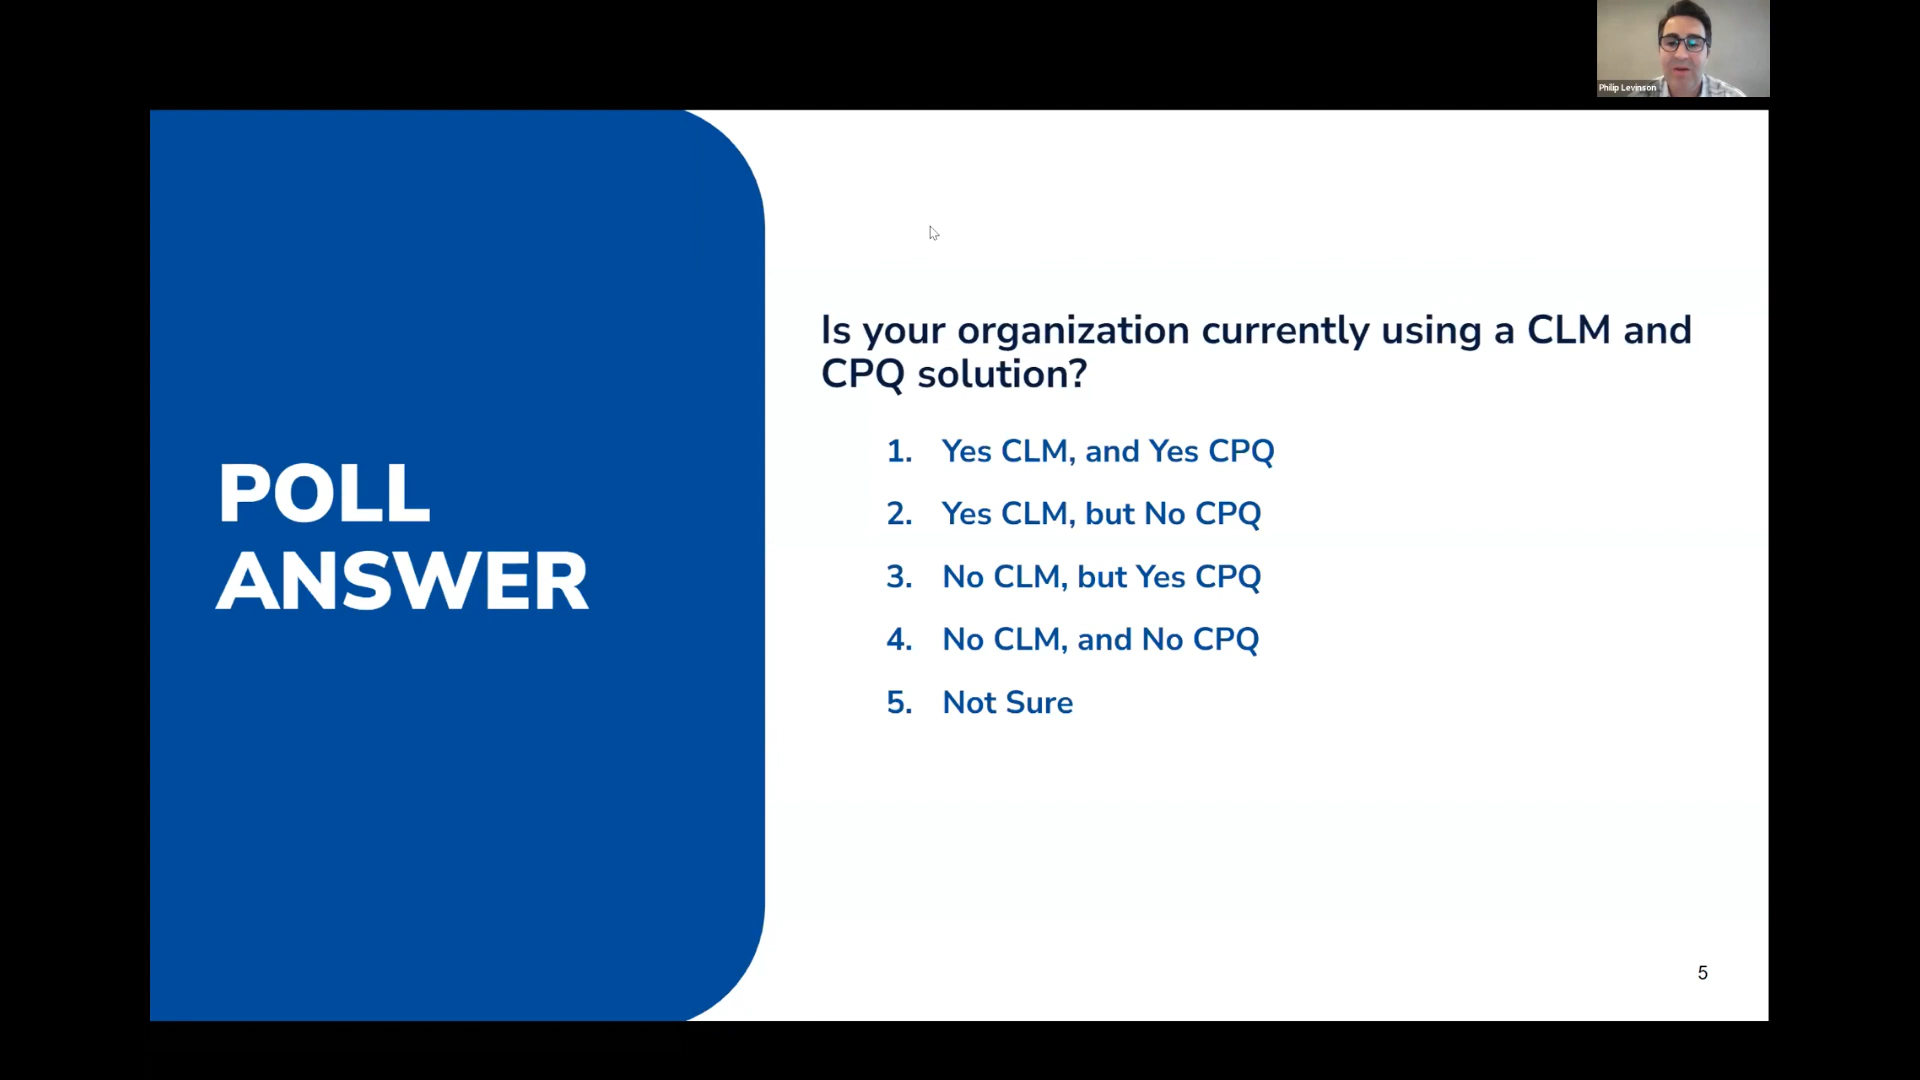 Philip Levinson
POLL
ANSWER
Is your organization currently using a CLM and
CPQ solution?
1. Yes CLM, and Yes CPQ
2. Yes CLM, but No CPQ
3. No CLM, but Yes CPQ
4. No CLM, and No CPQ
5. Not Sure
5